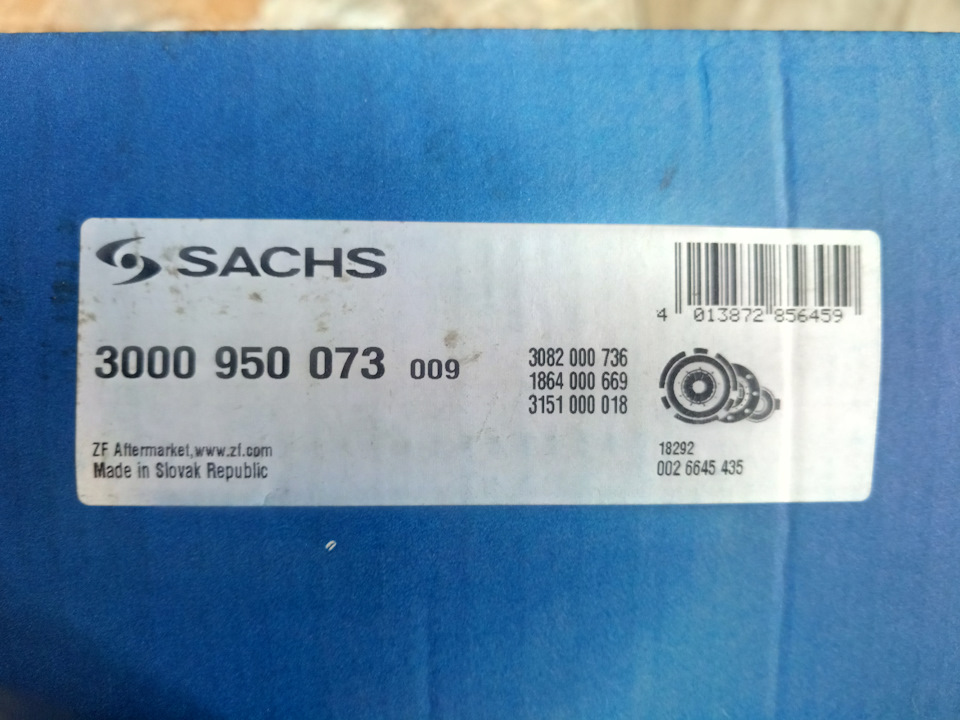 SACHS
4 013872 856459
3000 950 073 009
3082 000 736
1864 000 669
3151 000 018
ZF Aftermarket,www.zf.com
Made in Slovak Republic
18292
002 6645 435